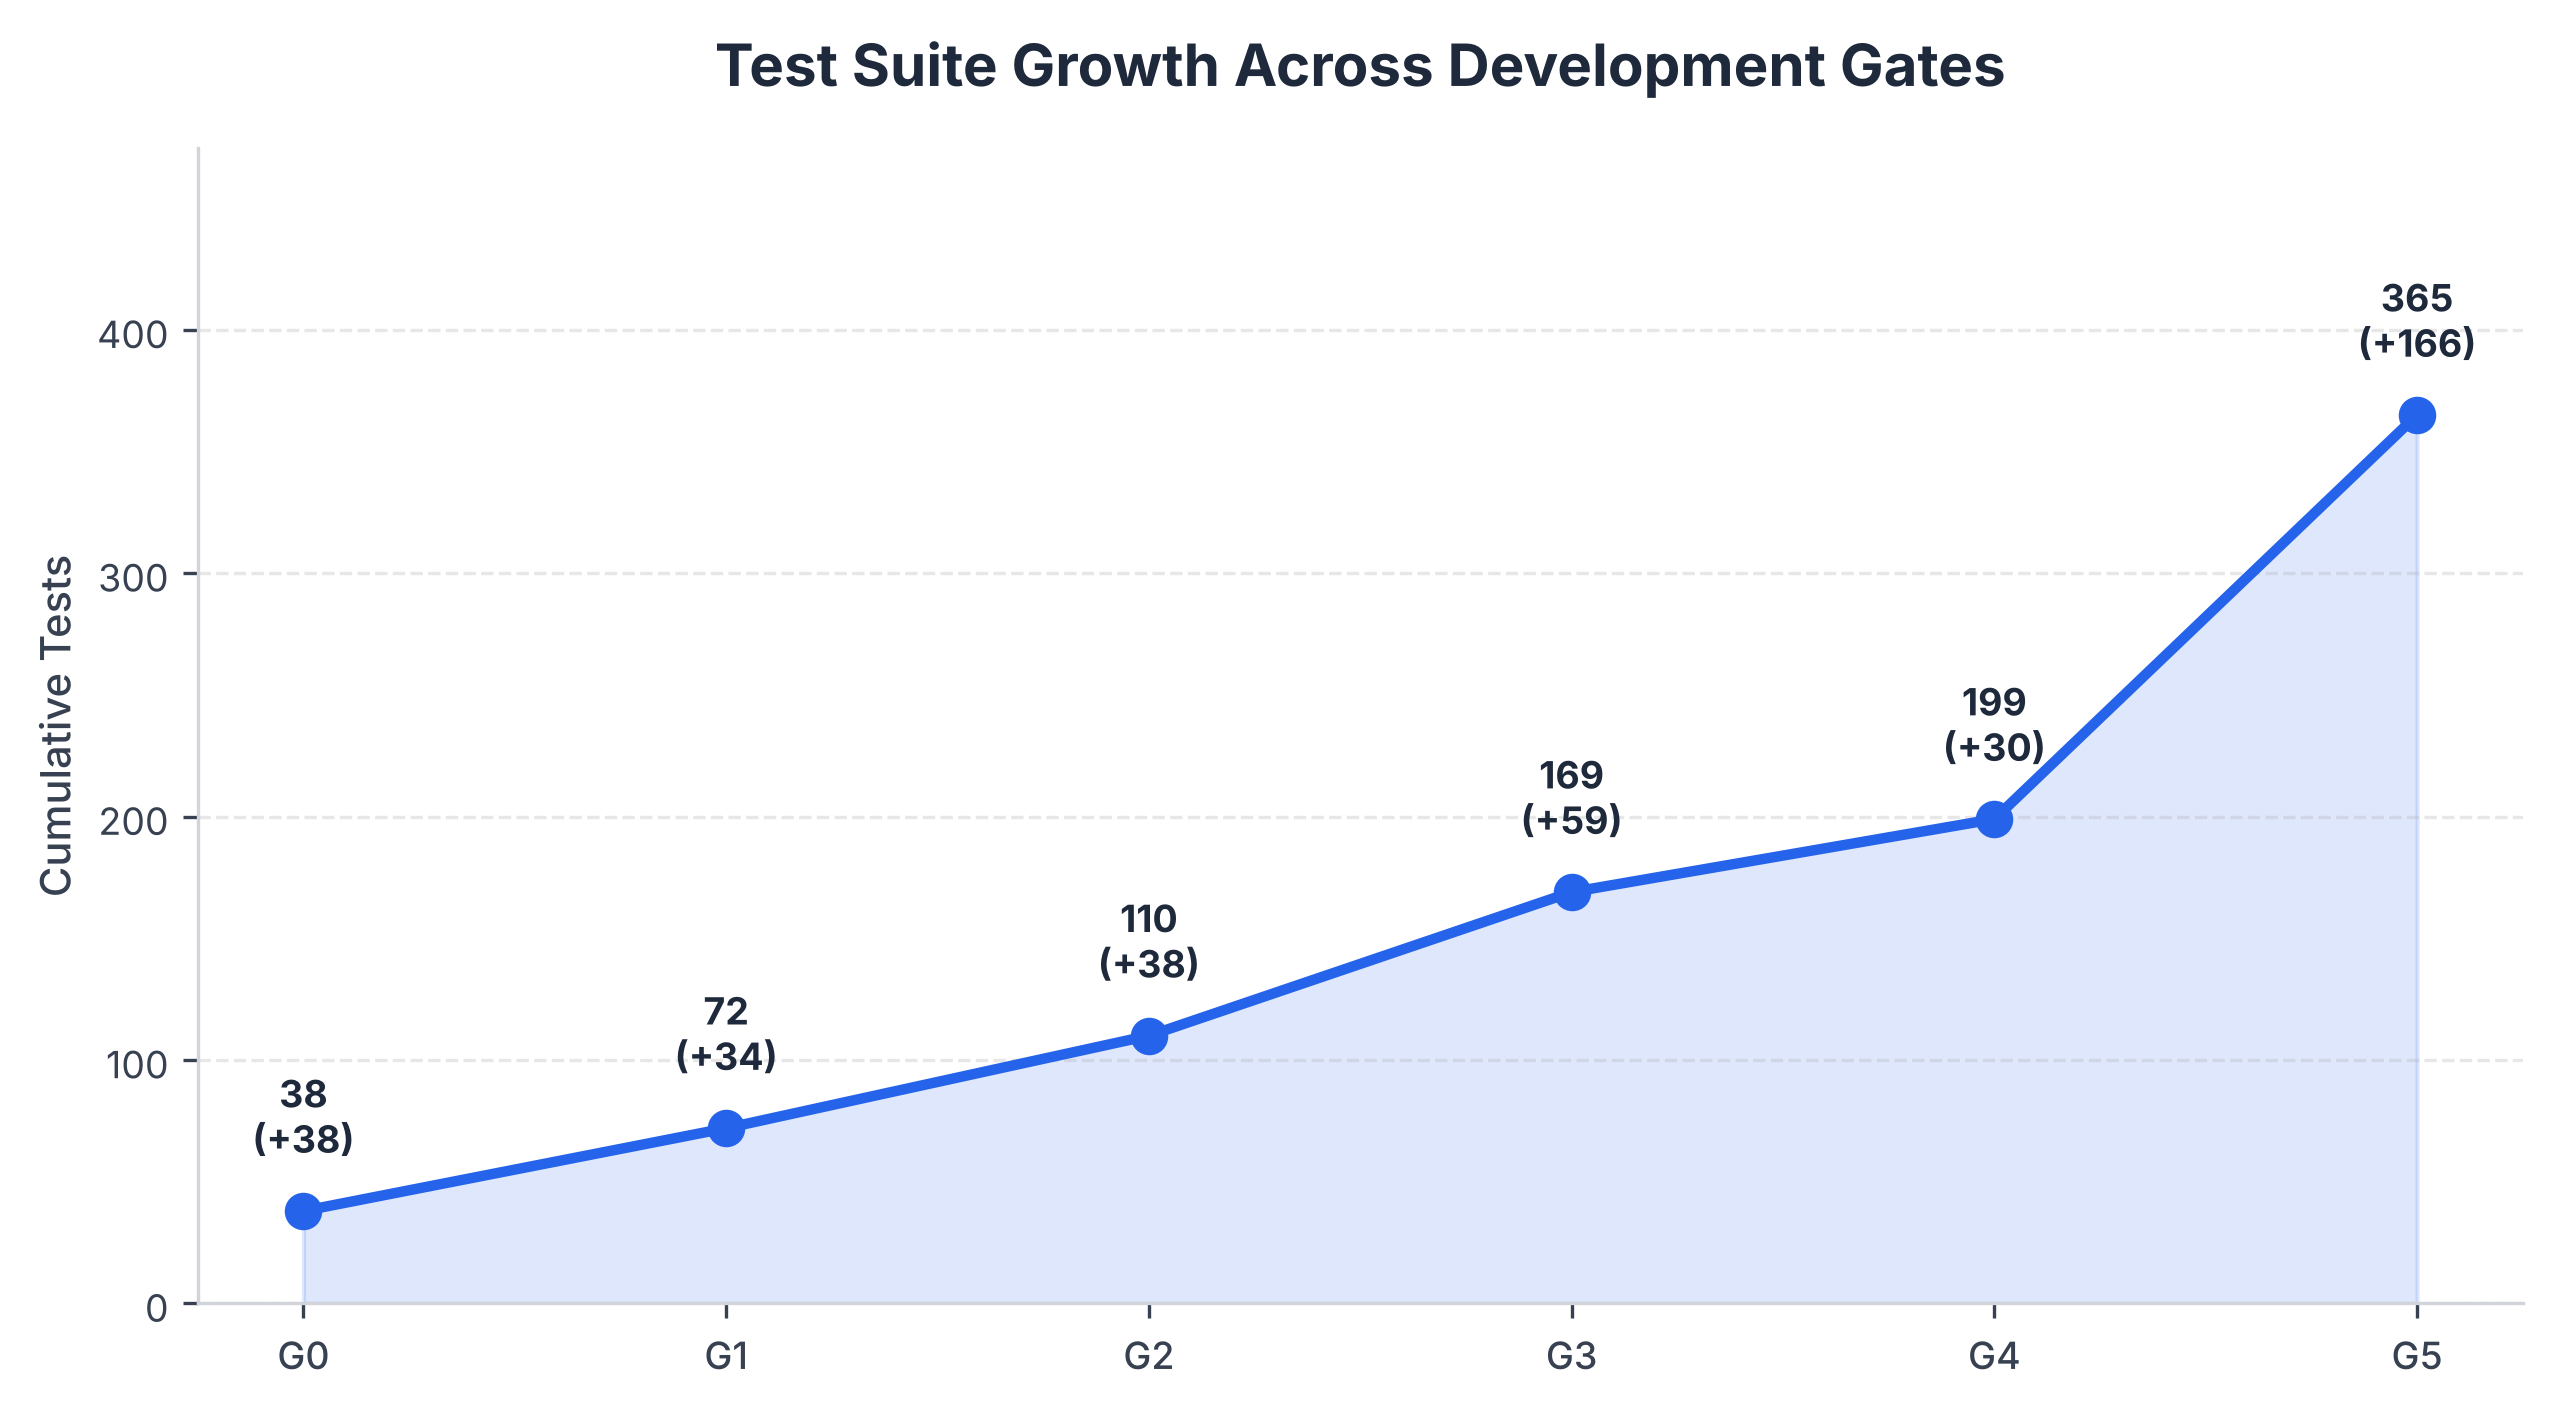 Test Suite Growth Across Development Gates
Cumulative Tests
400
300
200
100
0
38
(+38)
72
(+34)
110
(+38)
169
(+59)
199
(+30)
365
(+166)
G0
G1
G2
G3
G4
G5